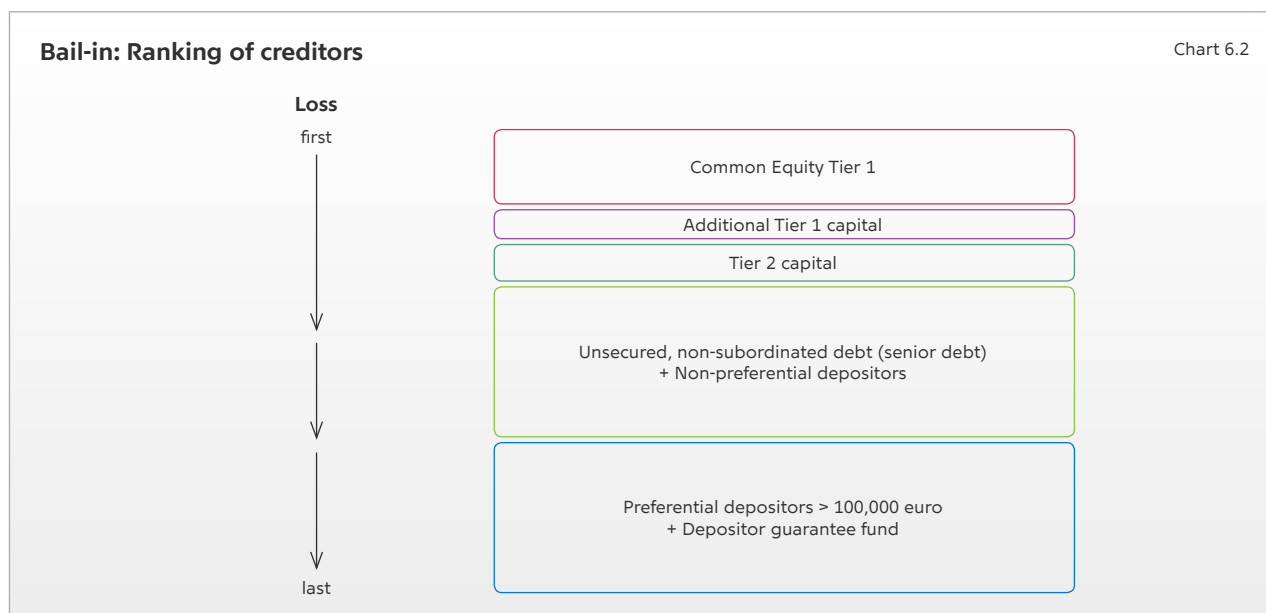 Bail-in: Ranking of creditors
Chart 6.2
Loss
first
Common Equity Tier 1
Additional Tier 1 capital
Tier 2 capital
Unsecured, non-subordinated debt (senior debt)
+ Non-preferential depositors
Preferential depositors > 100,000 euro
+ Depositor guarantee fund
last